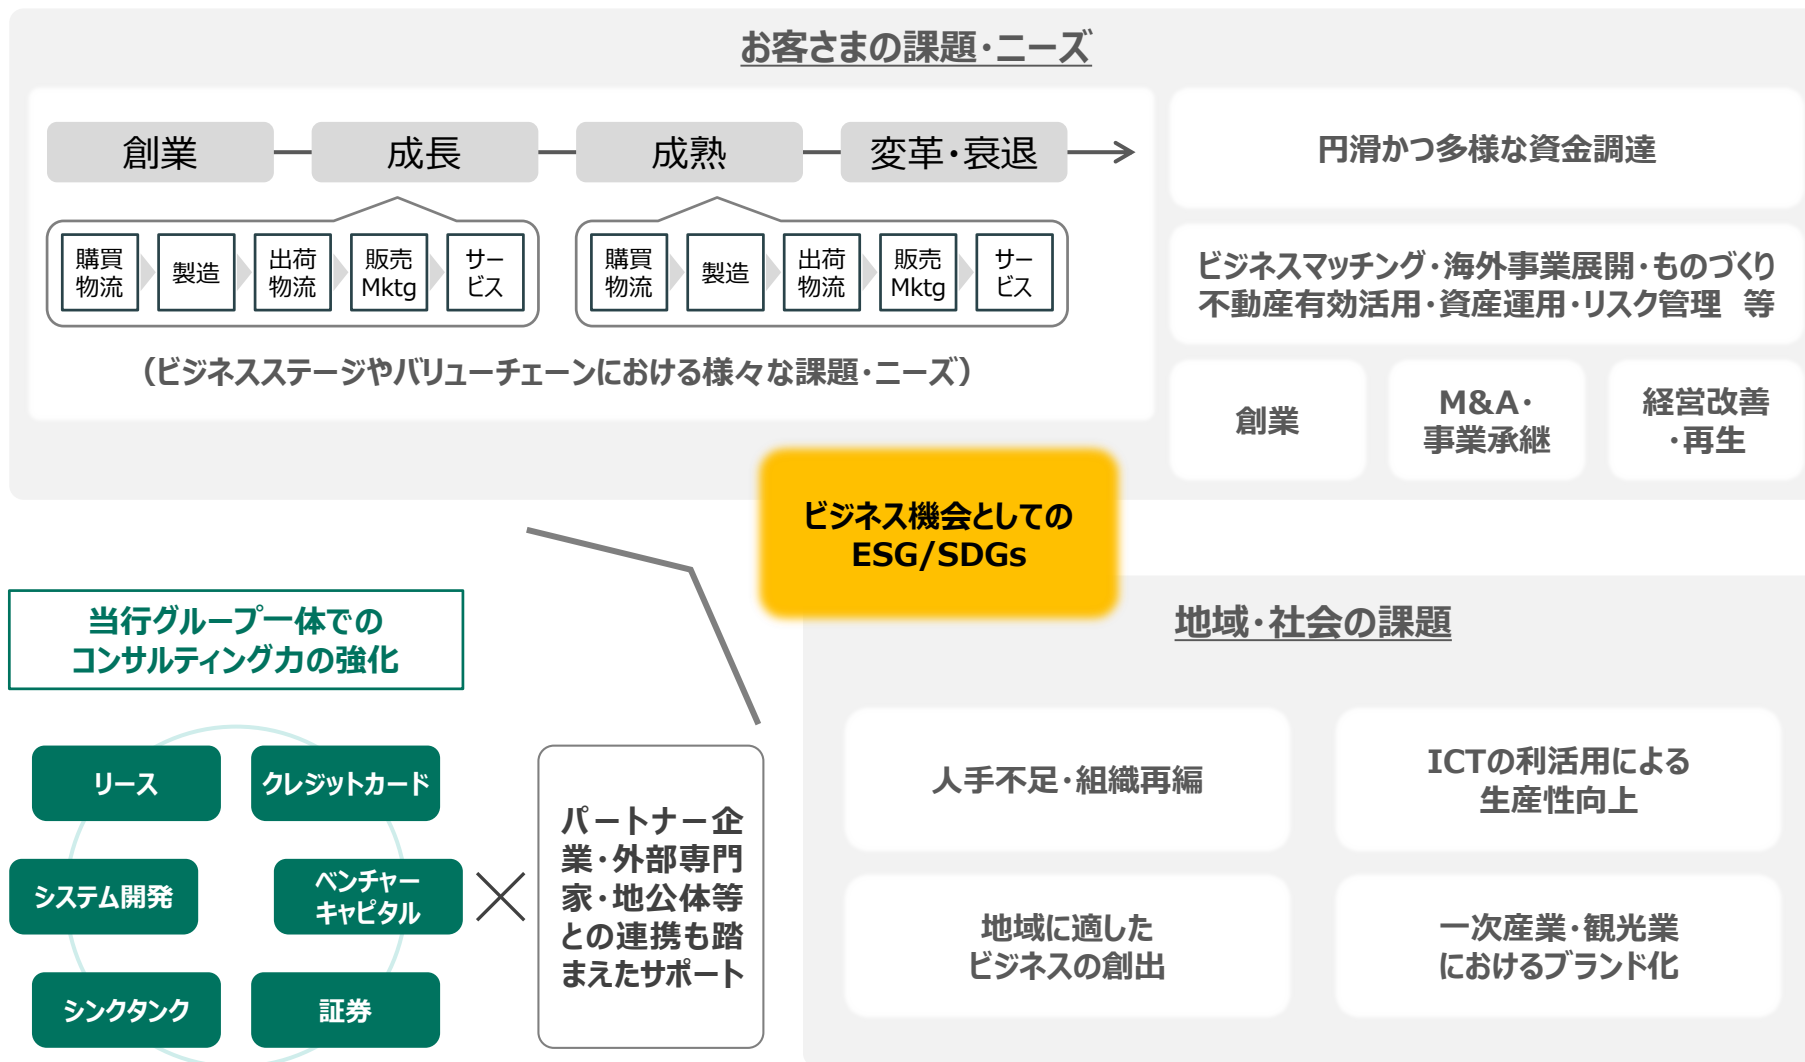 お客さまの課題・ニーズ
創業
成長
成熟
変革・衰退
購買
物流
製造
出荷
物流
販売
Mktg
サー
ビス
購買
物流
製造
出荷
物流
販売
Mktg
サー
ビス
（ビジネスステージやバリューチェーンにおける様々な課題・ニーズ）
円滑かつ多様な資金調達
ビジネスマッチング・海外事業展開・ものづくり
不動産有効活用・資産運用・リスク管理　等
創業
M&A・
事業承継
経営改善
・再生
ビジネス機会としての
ESG/SDGs
当行グループ一体での
コンサルティング力の強化
リース
クレジットカード
システム開発
ベンチャー
キャピタル
シンクタンク
証券
パートナー企
業・外部専門
家・地公体等
との連携も踏
まえたサポート
地域・社会の課題
人手不足・組織再編
ICTの利活用による
生産性向上
地域に適した
ビジネスの創出
一次産業・観光業
におけるブランド化